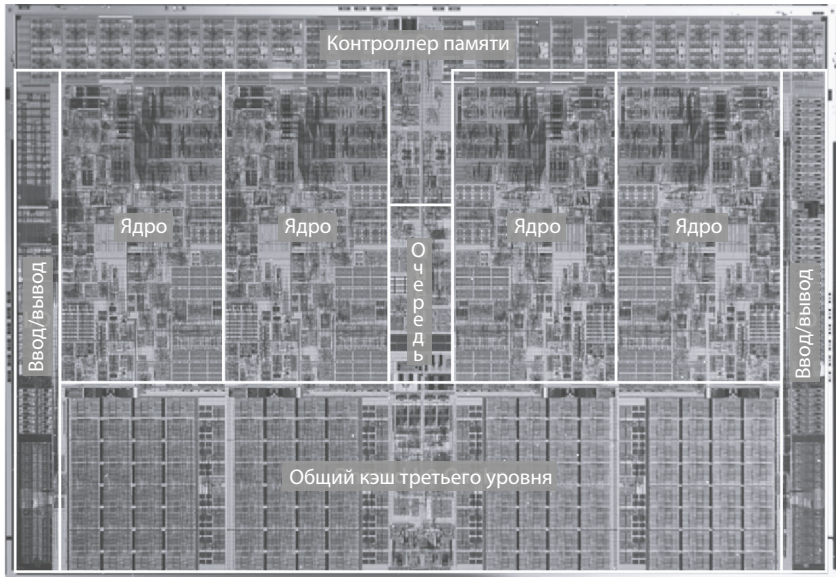 Контроллер памяти
Ядро
Ядро
Ядро
Ядро
Очередь
Ввод/вывод
Ввод/вывод
Общий кэш третьего уровня